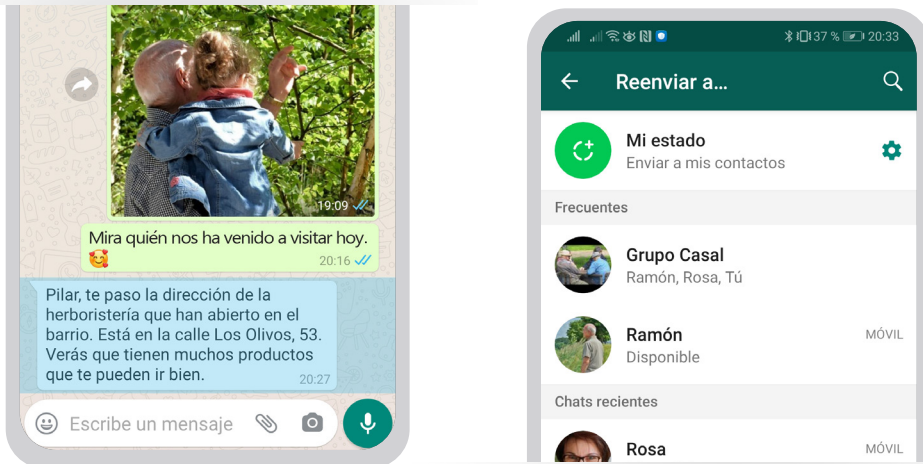 19:09
Mira quién nos ha venido a visitar hoy.
🥰
20:16
Pilar, te paso la dirección de la
herboristería que han abierto en el
barrio. Está en la calle Los Olivos, 53.
Verás que tienen muchos productos
que te pueden ir bien.
20:27
Escribe un mensaje
37 % 20:33
Reenviar a...
Mi estado
Enviar a mis contactos
Frecuentes
Grupo Casal
Ramón, Rosa, Tú
Ramón MÓVIL
Disponible
Chats recientes
Rosa MÓVIL